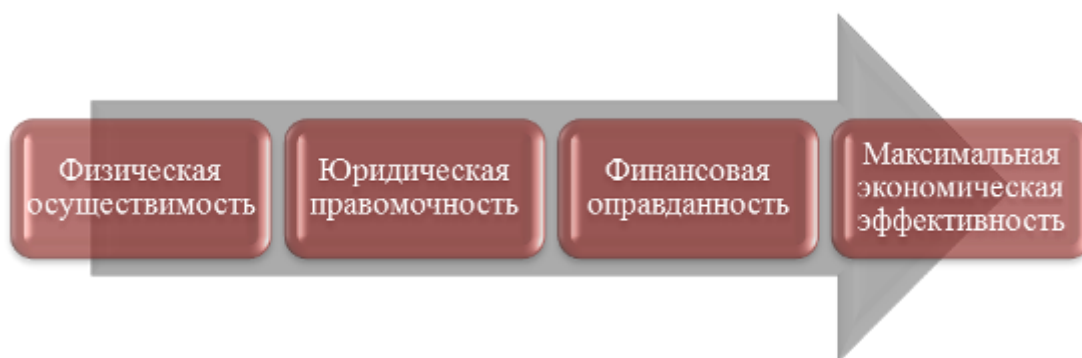 Физическая
осуществимость
Юридическая
правомочность
Финансовая
оправданность
Максимальная
экономическая
эффективность